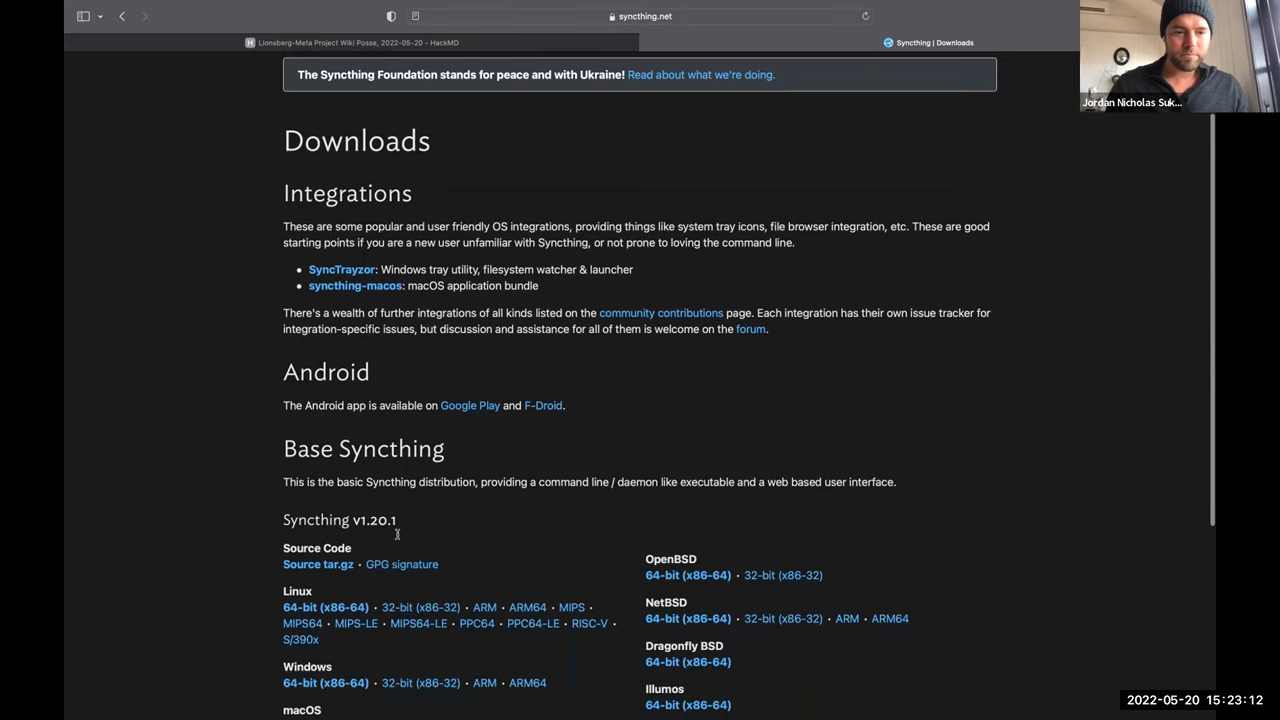 syncthing.net
Lionsberg-Meta Project Wiki Posse, 2022-05-20 - HackMD
Syncthing | Downloads
Jordan Nicholas Suk...
The Syncthing Foundation stands for peace and with Ukraine! Read about what we're doing.
Downloads
Integrations
These are some popular and user friendly OS integrations, providing things like system tray icons, file browser integration, etc. These are good
starting points if you are a new user unfamiliar with Syncthing, or not prone to loving the command line.
• SyncTrayzor: Windows tray utility, filesystem watcher & launcher
• syncthing-macos: macOS application bundle
There's a wealth of further integrations of all kinds listed on the community contributions page. Each integration has their own issue tracker for
integration-specific issues, but discussion and assistance for all of them is welcome on the forum.
Android
The Android app is available on Google Play and F-Droid.
Base Syncthing
This is the basic Syncthing distribution, providing a command line / daemon like executable and a web based user interface.
Syncthing v1.20.1
Source Code
Source tar.gz • GPG signature
Linux
64-bit (x86-64) • 32-bit (x86-32) • ARM • ARM64 • MIPS •
MIPS64 • MIPS-LE • MIPS64-LE • PPC64 • PPC64-LE • RISC-V •
S/390x
Windows
64-bit (x86-64) • 32-bit (x86-32) • ARM • ARM64
macOS
OpenBSD
64-bit (x86-64) • 32-bit (x86-32)
NetBSD
64-bit (x86-64) • 32-bit (x86-32) • ARM • ARM64
Dragonfly BSD
64-bit (x86-64)
Illumos
64-bit (x86-64)
2022-05-20 15:23:12